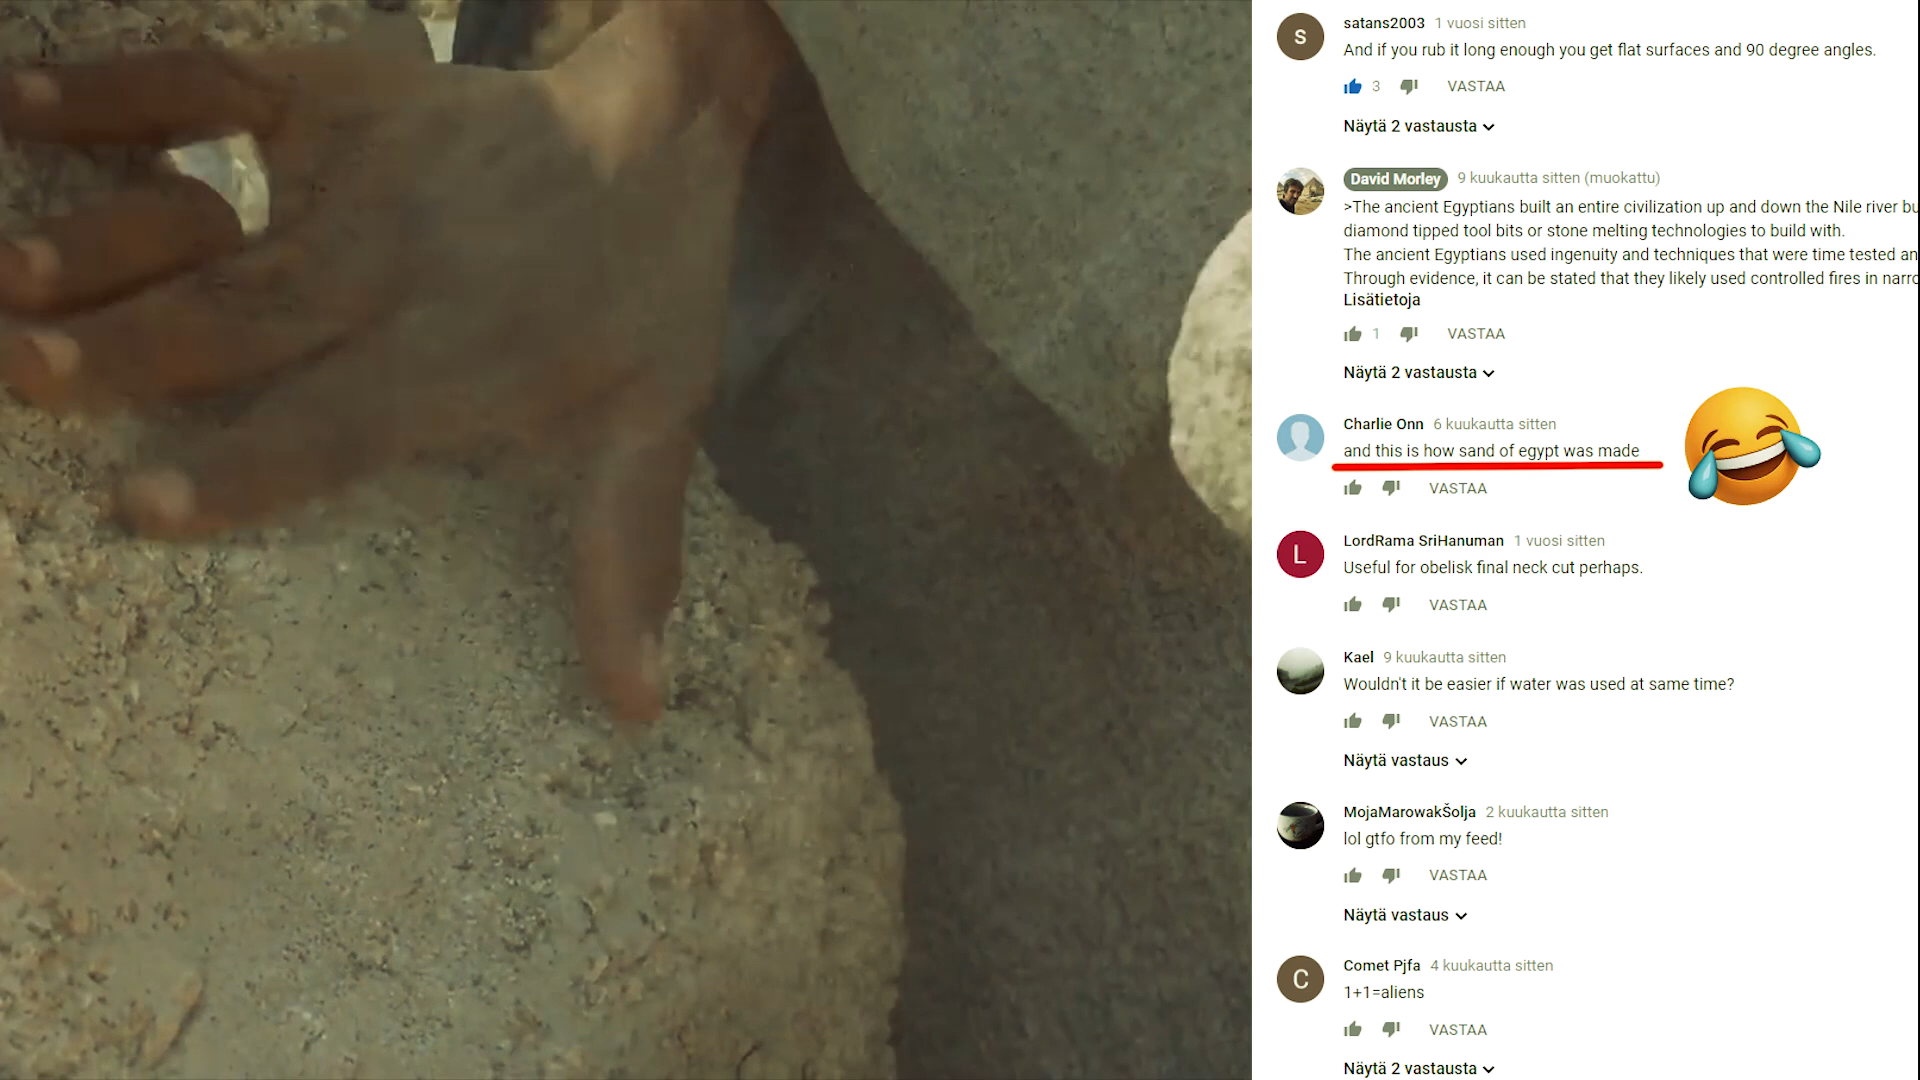 S
satans2003 1 vuosi sitten
And if you rub it long enough you get flat surfaces and 90 degree angles.
3 VASTAA
Näytä 2 vastausta
David Morley 9 kuukautta sitten (muokattu)
>The ancient Egyptians built an entire civilization up and down the Nile river bu
diamond tipped tool bits or stone melting technologies to build with.
The ancient Egyptians used ingenuity and techniques that were time tested an
Through evidence, it can be stated that they likely used controlled fires in narro
Lisätietoja
1 VASTAA
Näytä 2 vastausta
Charlie Onn 6 kuukautta sitten
and this is how sand of egypt was made
VASTAA
L
LordRama SriHanuman 1 vuosi sitten
Useful for obelisk final neck cut perhaps.
VASTAA
Kael 9 kuukautta sitten
Wouldn't it be easier if water was used at same time?
VASTAA
Näytä vastaus
MojaMarowakŠolja 2 kuukautta sitten
lol gtfo from my feed!
VASTAA
Näytä vastaus
C
Comet Pjfa 4 kuukautta sitten
1+1=aliens
VASTAA
Näytä 2 vastausta